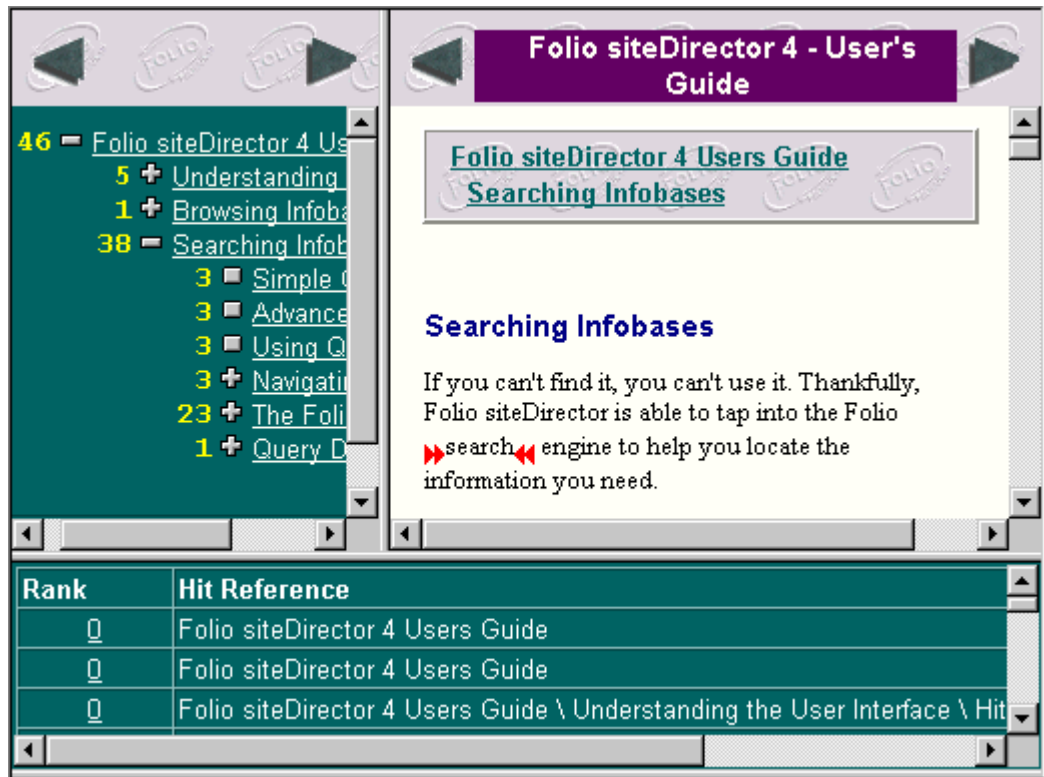 Folio siteDirector 4 - User's
Guide
46 Folio siteDirector 4 Us
5 Understanding
1 Browsing Infoba
38 Searching Infob
3 Simple
3 Advance
3 Using Q
3 Navigatin
23 The Foli
1 Query D
Folio siteDirector 4 Users Guide
Searching Infobases
Searching Infobases
If you can't find it, you can't use it. Thankfully,
Folio siteDirector is able to tap into the Folio
search engine to help you locate the
information you need.
Rank Hit Reference
0 Folio siteDirector 4 Users Guide
0 Folio siteDirector 4 Users Guide
0 Folio siteDirector 4 Users Guide \ Understanding the User Interface \ Hit